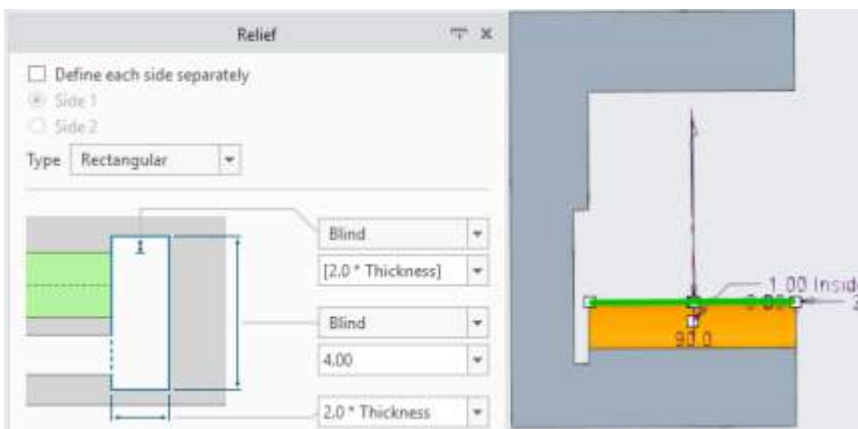 Relief
Define each side separately
Side 1
Side 2
Type Rectangular
Blind
[2.0 * Thickness]
Blind
4.00
2.0 * Thickness
1.00 Inside
90.0